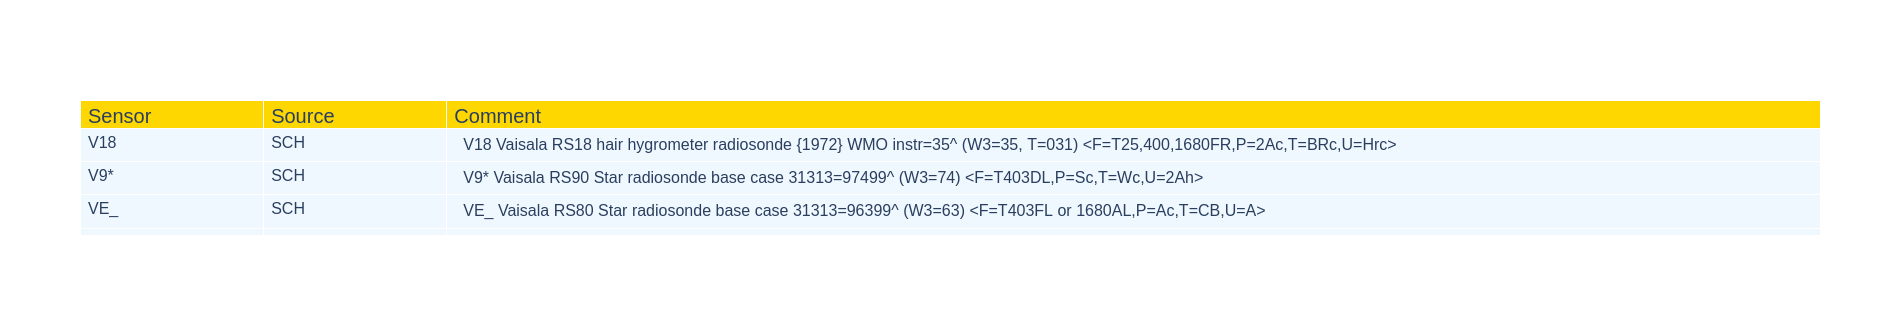 Sensor Source Comment
V18 SCH V18 Vaisala RS18 hair hygrometer radiosonde {1972} WMO instr=35^ (W3=35, T=031) <F=T25,400,1680FR,P=2Ac,T=BRc,U=Hrc>
V9* SCH V9* Vaisala RS90 Star radiosonde base case 31313=97499^ (W3=74) <F=T403DL,P=Sc,T=Wc,U=2Ah>
VE_ SCH VE_ Vaisala RS80 Star radiosonde base case 31313=96399^ (W3=63) <F=T403FL or 1680AL,P=Ac,T=CB,U=A>